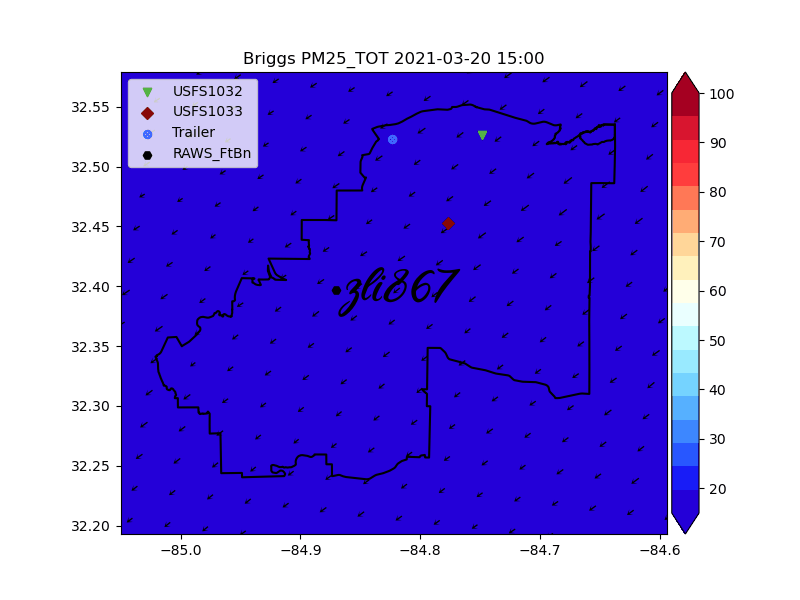 Briggs PM25_TOT 2021-03-20 15:00
USFS1032
USFS1033
Trailer
RAWS_FtBn
zli867
32.55
32.50
32.45
32.40
32.35
32.30
32.25
32.20
−85.0 −84.9 −84.8 −84.7 −84.6
100
90
80
70
60
50
40
30
20